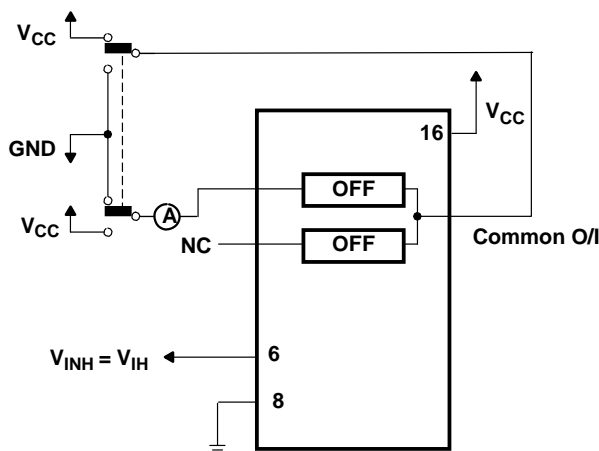 VCC
VCC
16
GND
OFF
A
VCC
OFF
NC
Common O/I
VINH = VIH
6
8